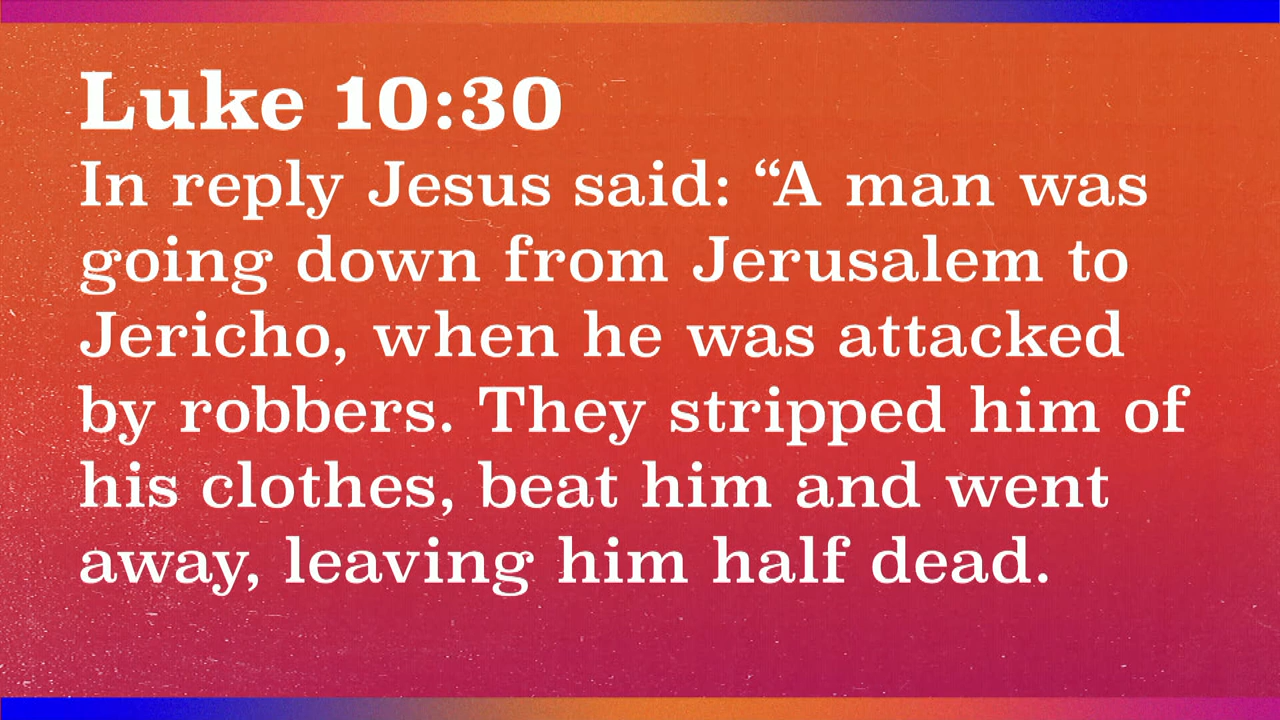 Luke 10:30
In reply Jesus said: “A man was
going down from Jerusalem to
Jericho, when he was attacked
by robbers. They stripped him of
his clothes, beat him and went
away, leaving him half dead.